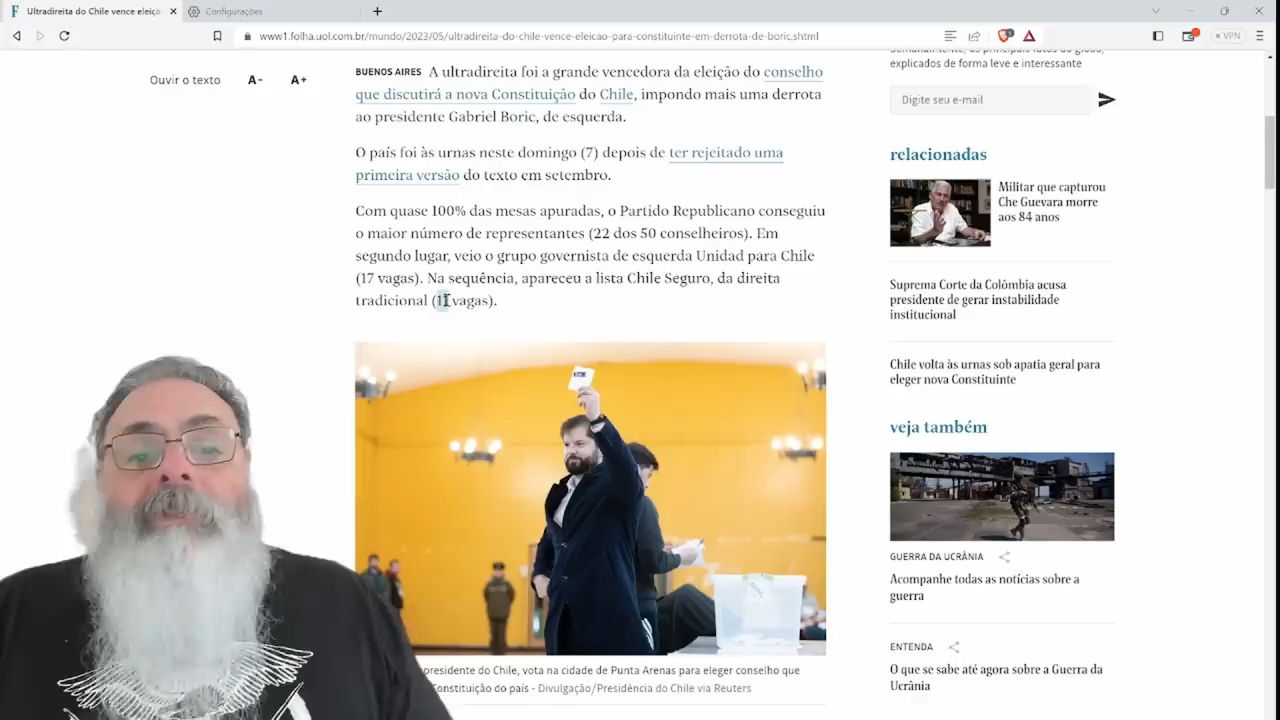 Ultradireita do Chile vence eleiçã
Configurações
www1.folha.uol.com.br/mundo/2023/05/ultradireita-do-chile-vence-eleicao-para-constituinte-em-derrota-de-boric.shtml
VPN
Ouvir o texto A- A+
BUENOS AIRES A ultradireita foi a grande vencedora da eleição do conselho
que discutirá a nova Constituição do Chile, impondo mais uma derrota
ao presidente Gabriel Boric, de esquerda.
O país foi às urnas neste domingo (7) depois de ter rejeitado uma
primeira versão do texto em setembro.
Com quase 100% das mesas apuradas, o Partido Republicano conseguiu
o maior número de representantes (22 dos 50 conselheiros). Em
segundo lugar, veio o grupo governista de esquerda Unidad para Chile
(17 vagas). Na sequência, apareceu a lista Chile Seguro, da direita
tradicional (11 vagas).
presidente do Chile, vota na cidade de Punta Arenas para eleger conselho que
Constituição do país - Divulgação/Presidência do Chile via Reuters
semanalmente, os principais fatos do globo,
explicados de forma leve e interessante
Digite seu e-mail
relacionadas
Militar que capturou
Che Guevara morre
aos 84 anos
Suprema Corte da Colômbia acusa
presidente de gerar instabilidade
institucional
Chile volta às urnas sob apatia geral para
eleger nova Constituinte
veja também
GUERRA DA UCRÂNIA
Acompanhe todas as notícias sobre a
guerra
ENTENDA
O que se sabe até agora sobre a Guerra da
Ucrânia